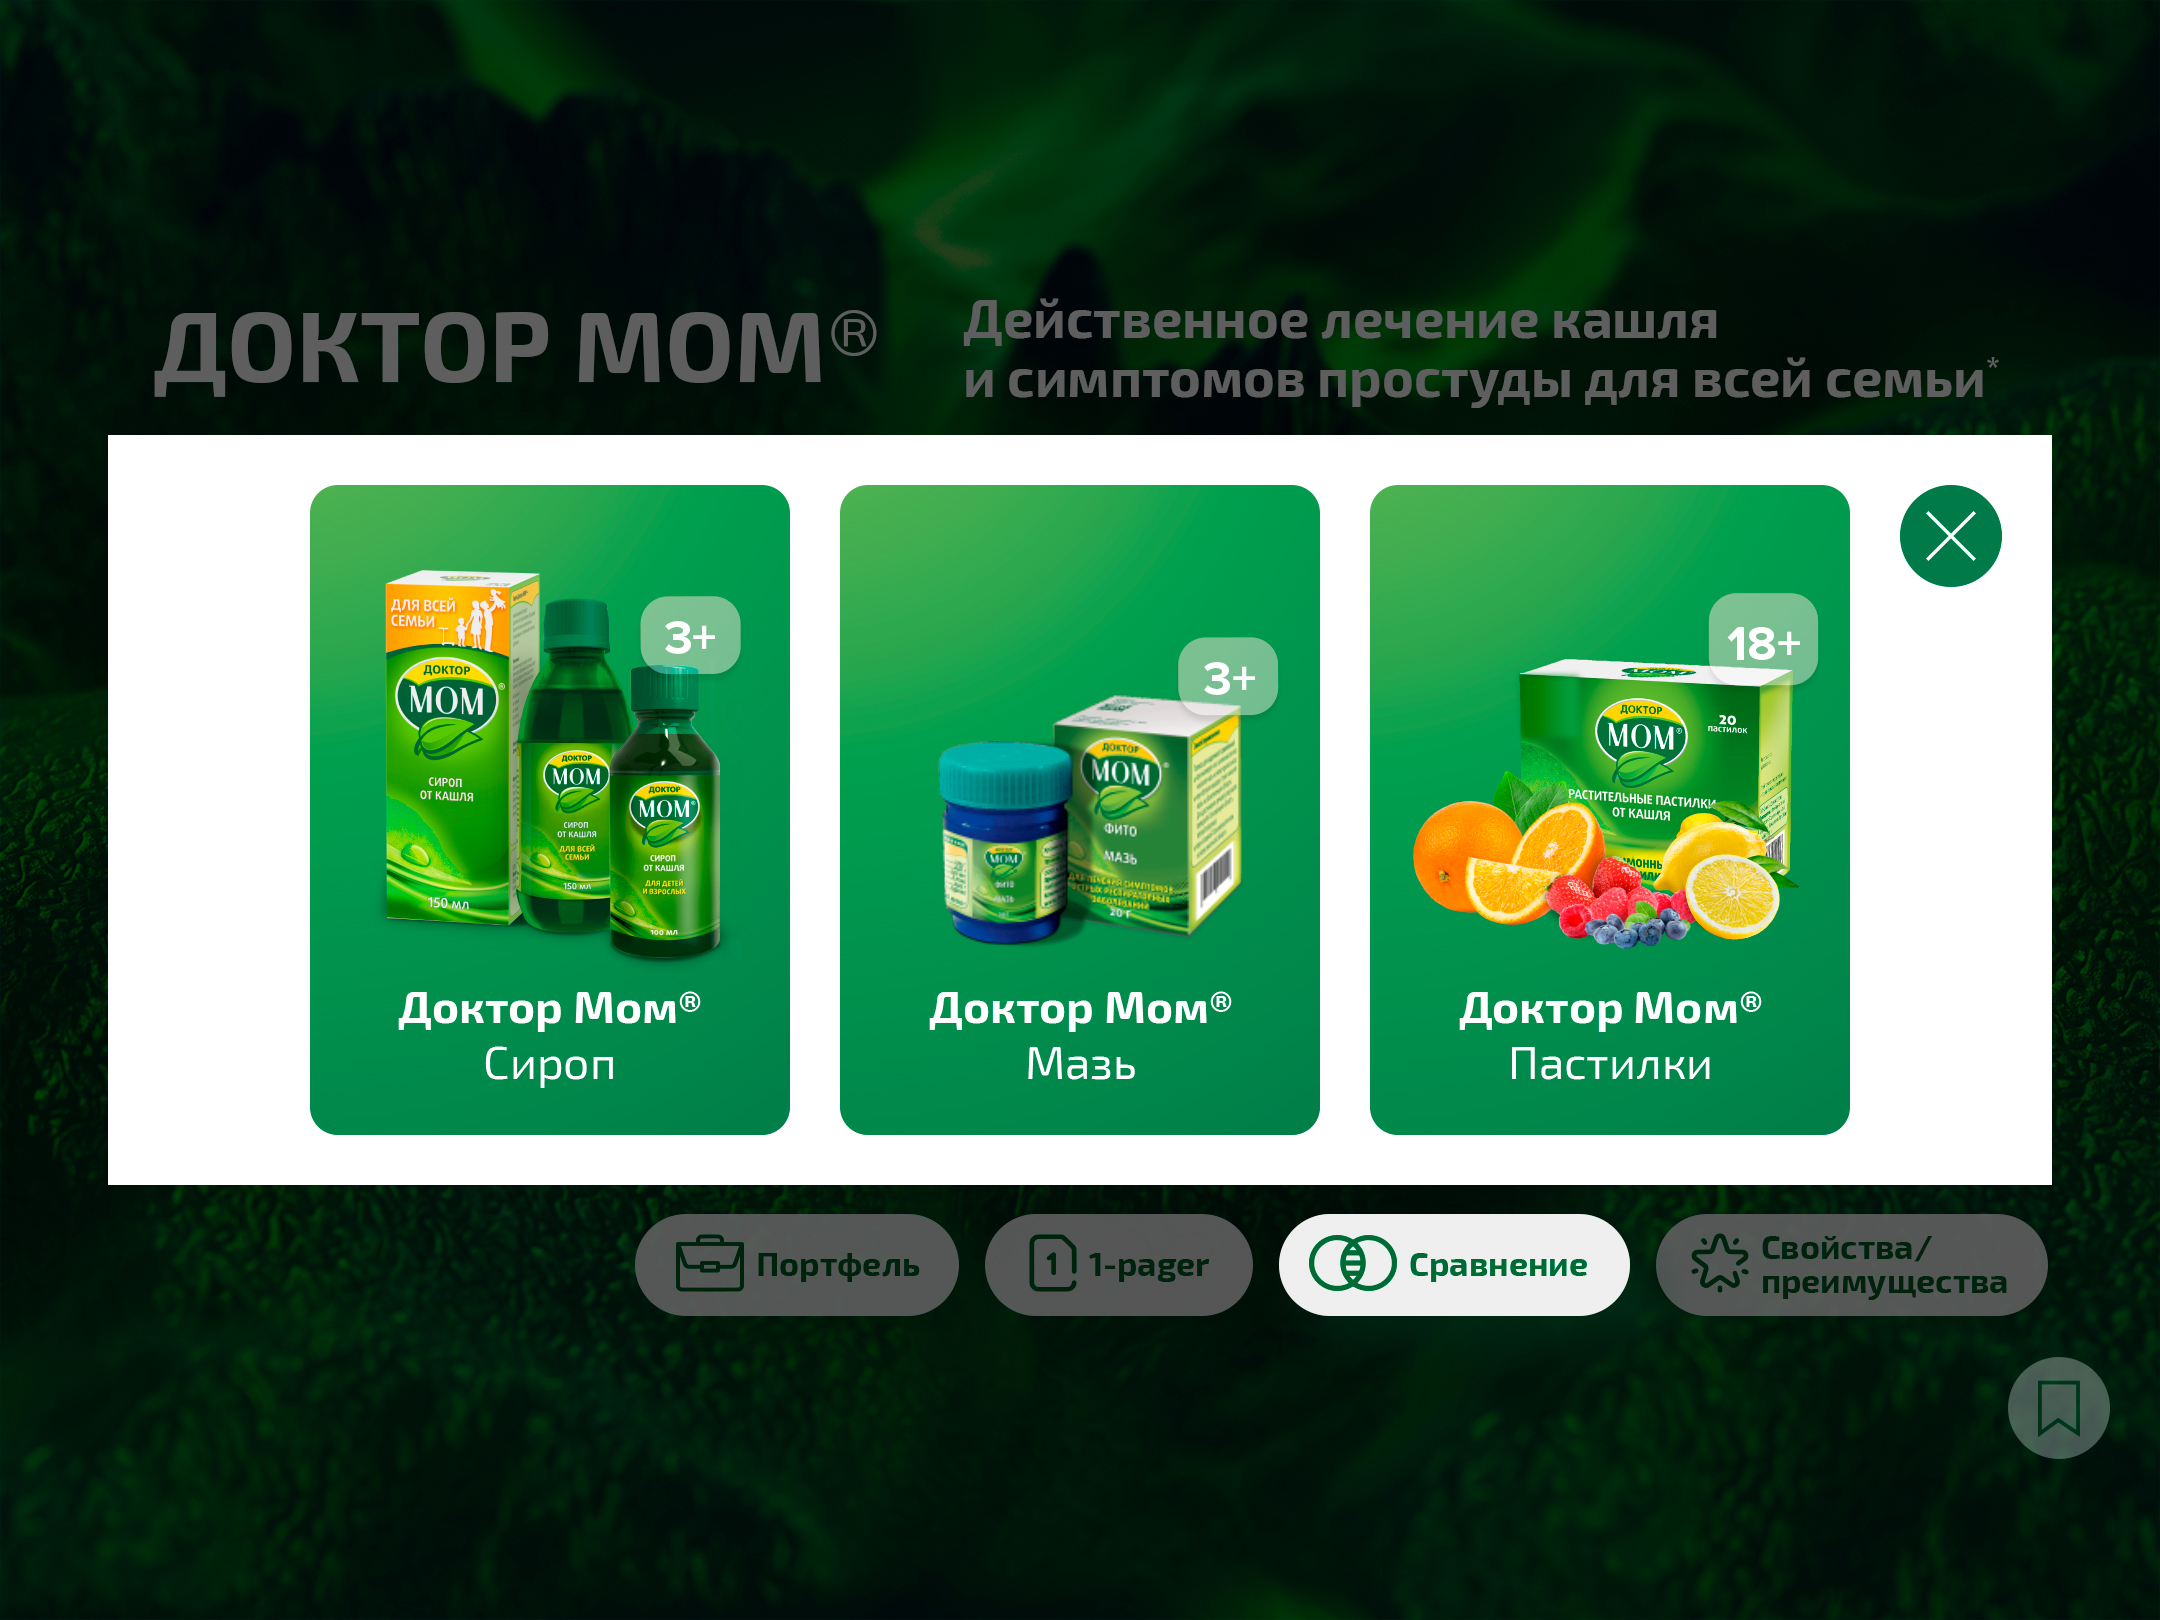 ДОКТОР МОМ®
Действенное лечение кашля
и симптомов простуды для всей семьи*
ДЛЯ ВСЕЙ
СЕМЬИ
ДОКТОР
МОМ®
СИРОП
ОТ КАШЛЯ
150 мл
ДОКТОР
МОМ
СИРОП
ОТ КАШЛЯ
ДЛЯ ВСЕЙ
СЕМЬИ
150 мл
3+
ДОКТОР
МОМ®
СИРОП
ОТ КАШЛЯ
ДЛЯ ДЕТЕЙ
И ВЗРОСЛЫХ
100 мл
Доктор Мом®
Сироп
3+
ДОКТОР
МОМ®
ФИТО
МАЗЬ
20 Г
МОМ
ФИТО
МАЗЬ
Доктор Мом®
Мазь
18+
ДОКТОР
МОМ®
20
пастилок
РАСТИТЕЛЬНЫЕ ПАСТИЛКИ
ОТ КАШЛЯ
Доктор Мом®
Пастилки
Портфель
1 1-pager
Сравнение
Свойства/
преимущества